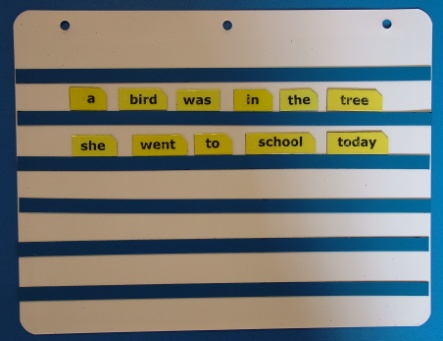 a bird was in the tree
she went to school today